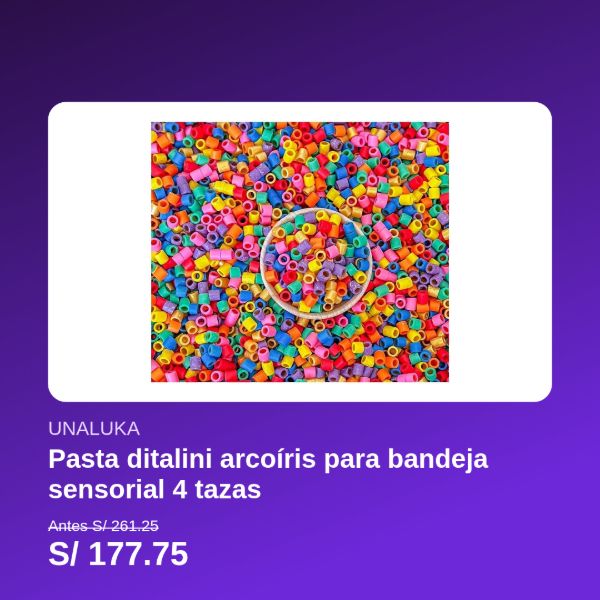 UNALUKA
Pasta ditalini arcoíris para bandeja
sensorial 4 tazas
Antes S/ 261.25
S/ 177.75